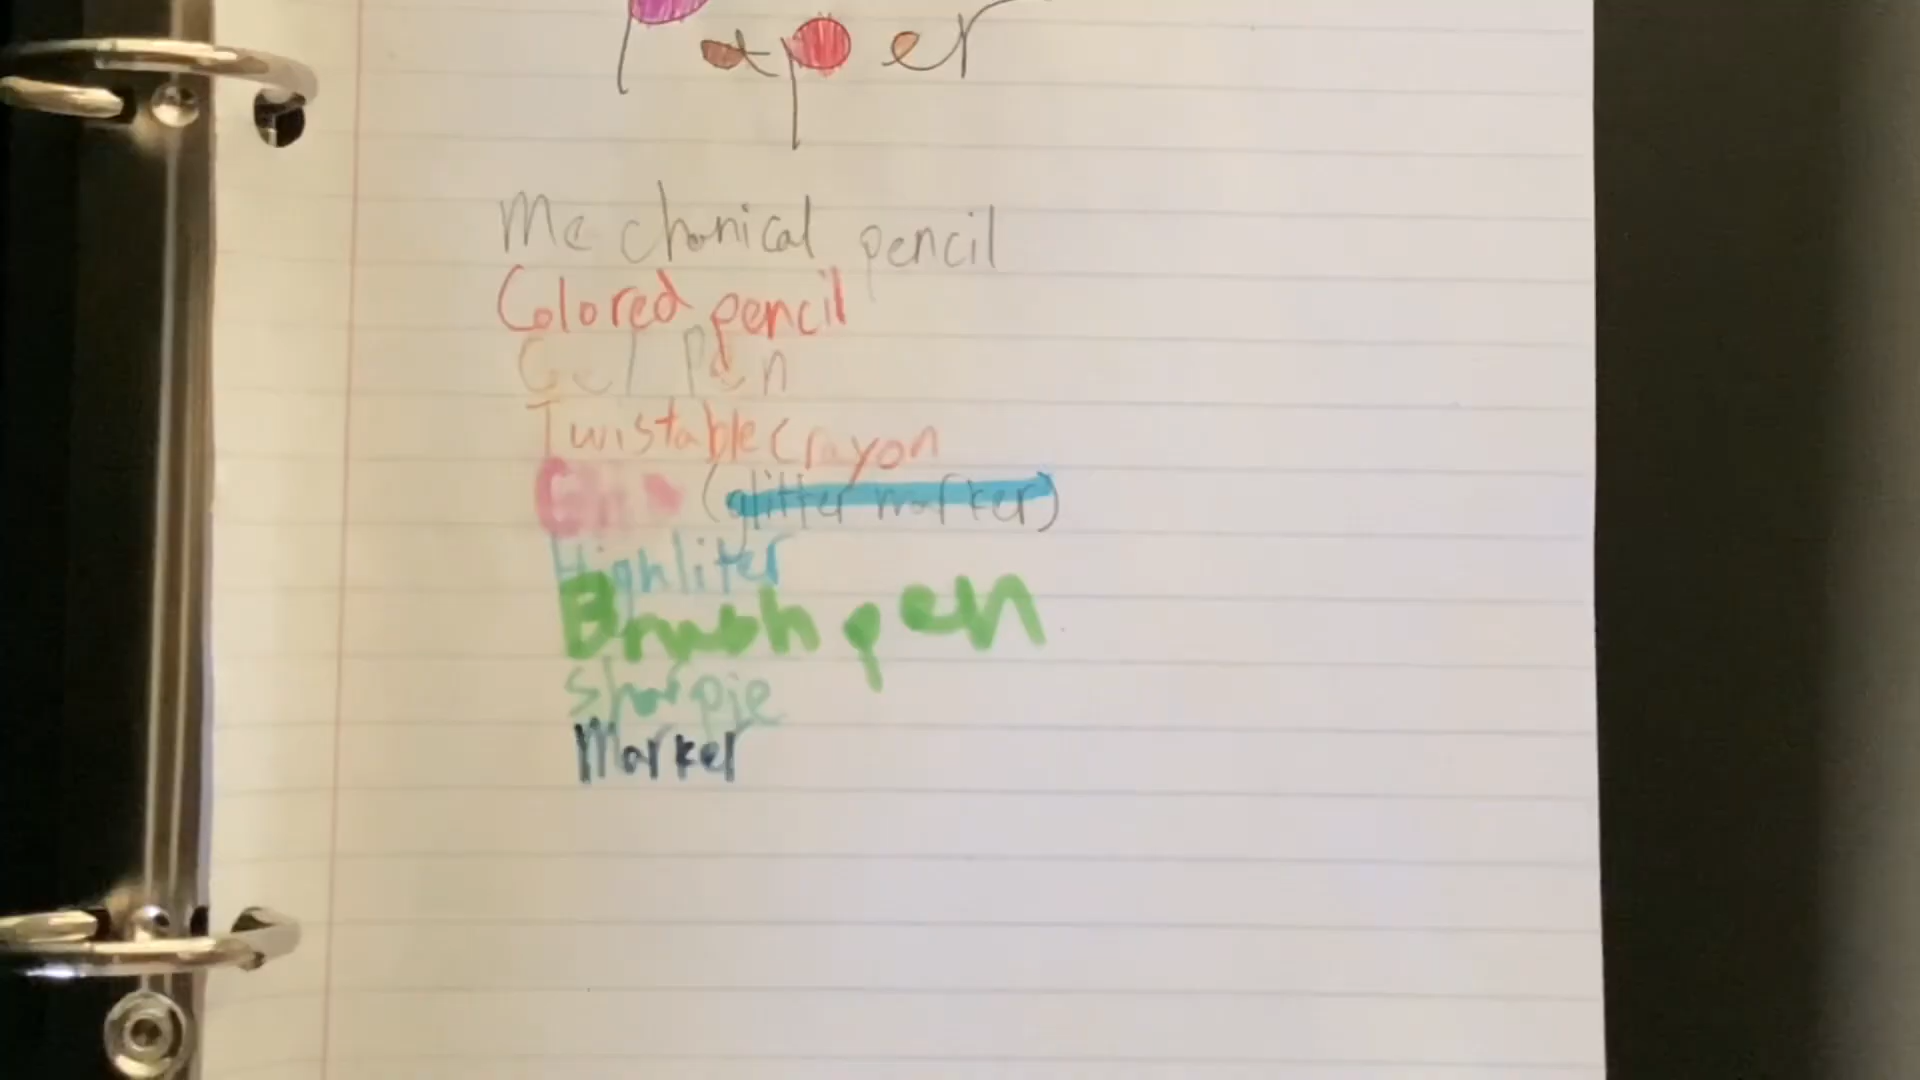 Paper
Mechanical pencil
Colored pencil
Gel Pen
Twistable Crayon
(glitter marker)
Highliter
Brush pen
Sharpie
Marker